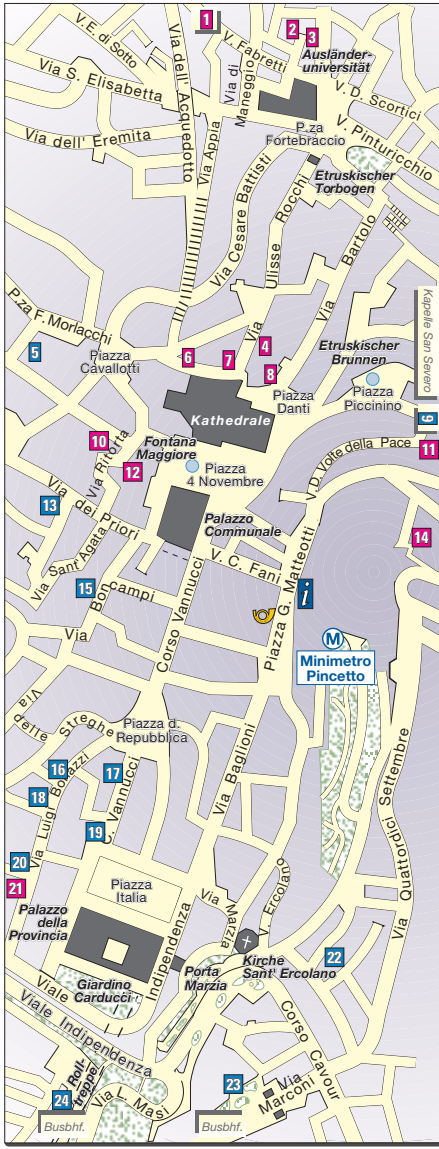 1
2
3
V.E. di Sotto
V. Fabretti
Ausländer-
universität
Via S. Elisabetta
Via dell' Acquedotto
Via di
Maneggio
V. D. Scortici
Via dell' Eremita
Via Appia
P.za
Fortebraccio
V. Pinturicchio
Via Cesare Battisti
Etruskischer
Torbogen
Ulisse Rocchi
Via
Via Bartolo
P.za F. Morlacchi
Kapelle San Severo
5
Piazza
Cavallotti
6
7
4
8
Etruskischer
Brunnen
Piazza
Danti
Piazza
Piccinino
9
Kathedrale
10
Via Ritorta
Fontana
Maggiore
11
V.D. Volte della Pace
12
Piazza
4 Novembre
13
Via dei Priori
Palazzo
Communale
14
Via Sant' Agata
V. C. Fani
15
Bon campi
Via
Corso Vannucci
Piazza G. Matteotti
i
M
Minimetro
Pincetto
Via
delle Streghe
Piazza d.
Repubblica
16
17
Via Luigi Bonazzi
18
C. Vannucci
Via Baglioni
Via Quattordici Settembre
19
20
21
Piazza
Italia
Via Marzia
V. Ercolano
Palazzo
della
Provincia
Indipendenza
Porta
Marzia
Kirche
Sant' Ercolano
22
Giardino
Carducci
Viale
Viale Indipendenza
Corso Cavour
Roll-
treppe
23
Via
Marconi
24
Via L. Masi
Busbhf.
Busbhf.